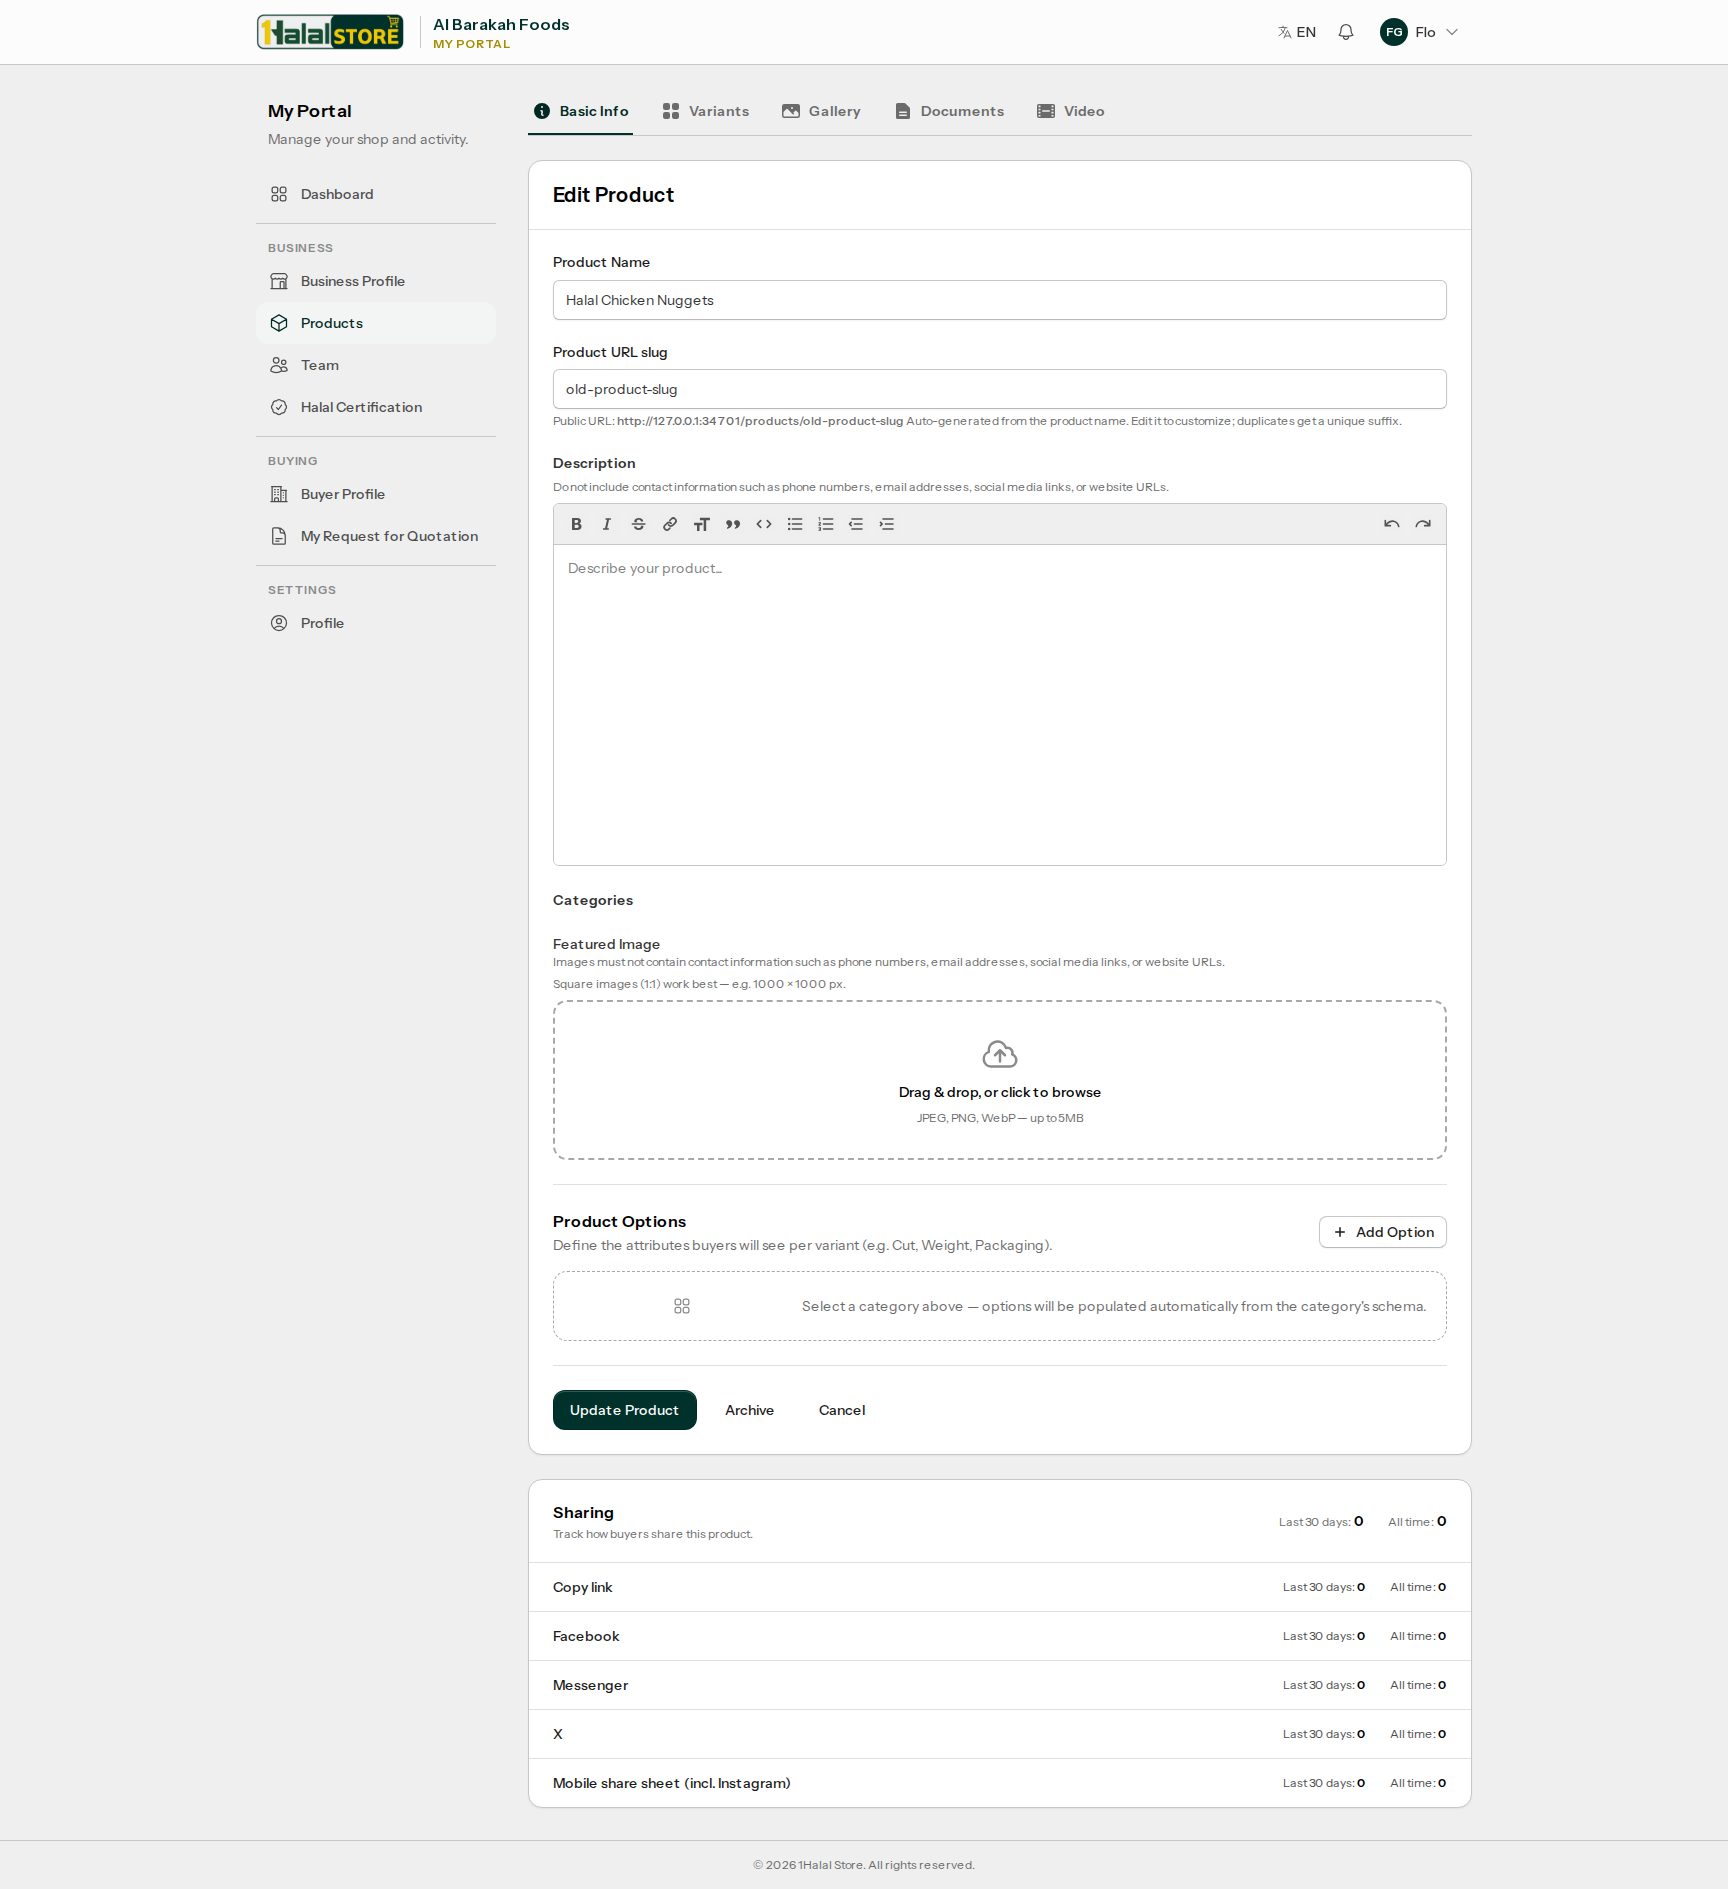 1Halal STORE
Al Barakah Foods
MY PORTAL
EN
FG
Flo
My Portal
Manage your shop and activity.
Dashboard
BUSINESS
Business Profile
Products
Team
Halal Certification
BUYING
Buyer Profile
My Request for Quotation
SETTINGS
Profile
Basic Info
Variants
Gallery
Documents
Video
Edit Product
Product Name
Halal Chicken Nuggets
Product URL slug
old-product-slug
Public URL: http://127.0.0.1:34701/products/old-product-slug Auto-generated from the product name. Edit it to customize; duplicates get a unique suffix.
Description
Do not include contact information such as phone numbers, email addresses, social media links, or website URLs.
Describe your product...
Categories
Featured Image
Images must not contain contact information such as phone numbers, email addresses, social media links, or website URLs.
Square images (1:1) work best — e.g. 1000 × 1000 px.
Drag & drop, or click to browse
JPEG, PNG, WebP — up to 5MB
Product Options
Define the attributes buyers will see per variant (e.g. Cut, Weight, Packaging).
Add Option
Select a category above — options will be populated automatically from the category's schema.
Update Product
Archive
Cancel
Sharing
Track how buyers share this product.
Last 30 days: 0
All time: 0
Copy link
Last 30 days: 0
All time: 0
Facebook
Last 30 days: 0
All time: 0
Messenger
Last 30 days: 0
All time: 0
X
Last 30 days: 0
All time: 0
Mobile share sheet (incl. Instagram)
Last 30 days: 0
All time: 0
© 2026 1Halal Store. All rights reserved.